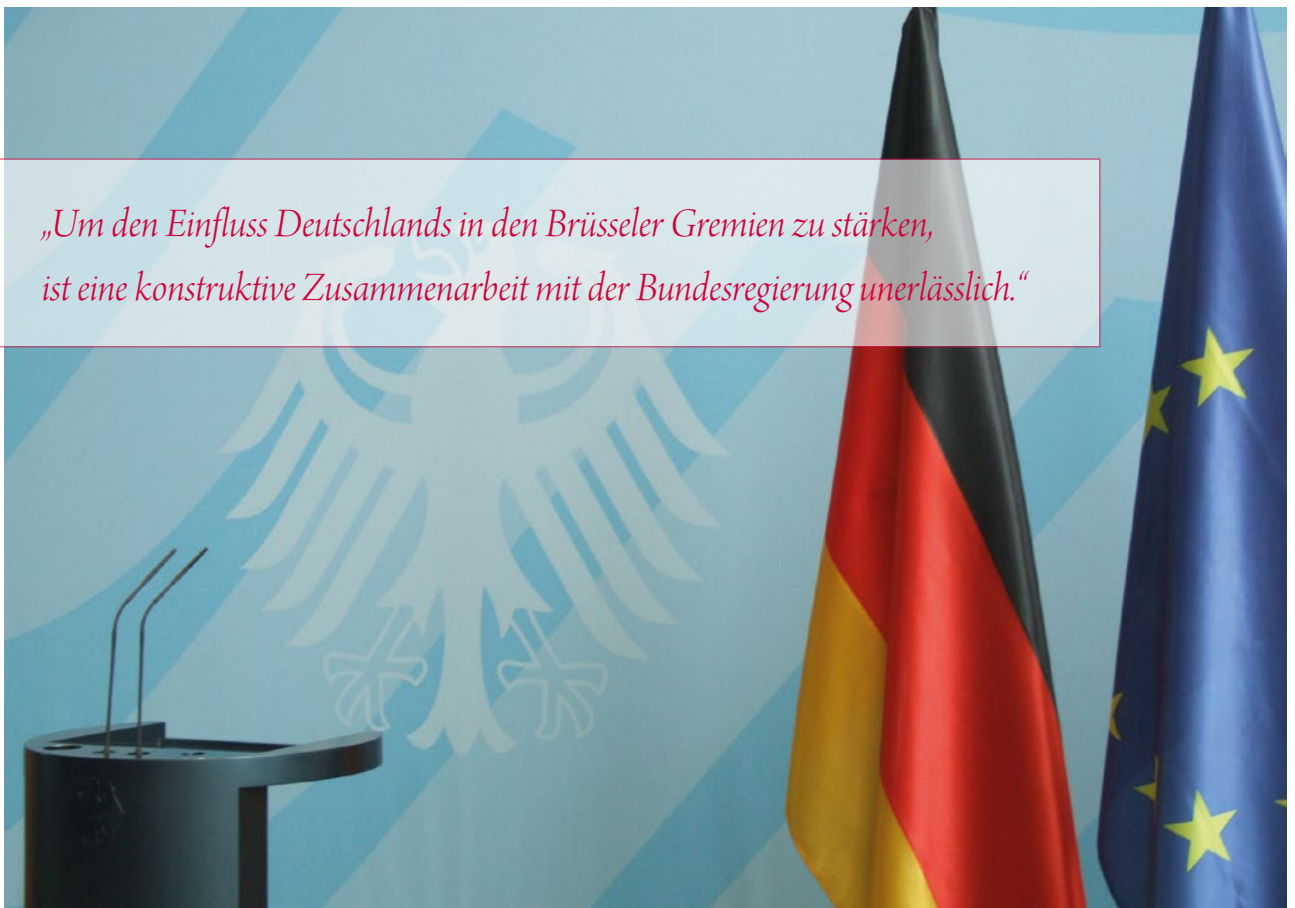 „Um den Einfluss Deutschlands in den Brüsseler Gremien zu stärken,
ist eine konstruktive Zusammenarbeit mit der Bundesregierung unerlässlich.“